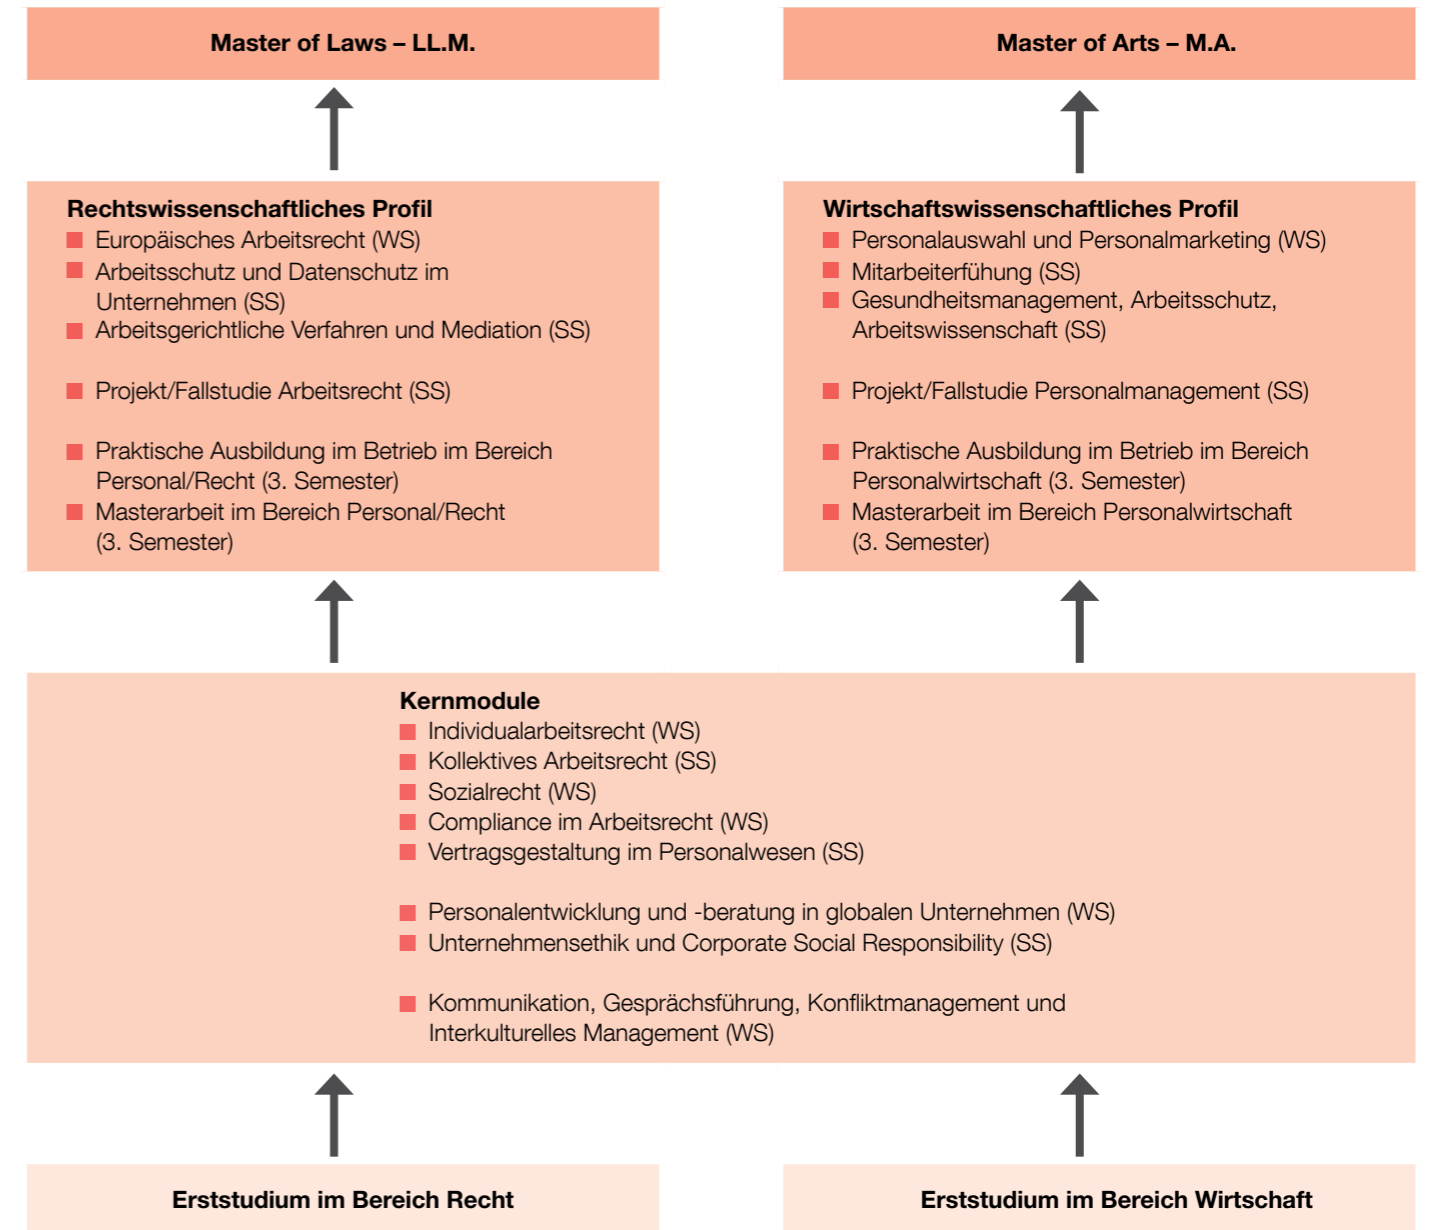 Master of Laws – LL.M.
Master of Arts – M.A.
Rechtswissenschaftliches Profil
Europäisches Arbeitsrecht (WS)
Arbeitsschutz und Datenschutz im
Unternehmen (SS)
Arbeitsgerichtliche Verfahren und Mediation (SS)
Projekt/Fallstudie Arbeitsrecht (SS)
Praktische Ausbildung im Betrieb im Bereich
Personal/Recht (3. Semester)
Masterarbeit im Bereich Personal/Recht
(3. Semester)
Wirtschaftswissenschaftliches Profil
Personalauswahl und Personalmarketing (WS)
Mitarbeiterfühung (SS)
Gesundheitsmanagement, Arbeitsschutz,
Arbeitswissenschaft (SS)
Projekt/Fallstudie Personalmanagement (SS)
Praktische Ausbildung im Betrieb im Bereich
Personalwirtschaft (3. Semester)
Masterarbeit im Bereich Personalwirtschaft
(3. Semester)
Kernmodule
Individualarbeitsrecht (WS)
Kollektives Arbeitsrecht (SS)
Sozialrecht (WS)
Compliance im Arbeitsrecht (WS)
Vertragsgestaltung im Personalwesen (SS)
Personalentwicklung und -beratung in globalen Unternehmen (WS)
Unternehmensethik und Corporate Social Responsibility (SS)
Kommunikation, Gesprächsführung, Konfliktmanagement und
Interkulturelles Management (WS)
Erststudium im Bereich Recht
Erststudium im Bereich Wirtschaft